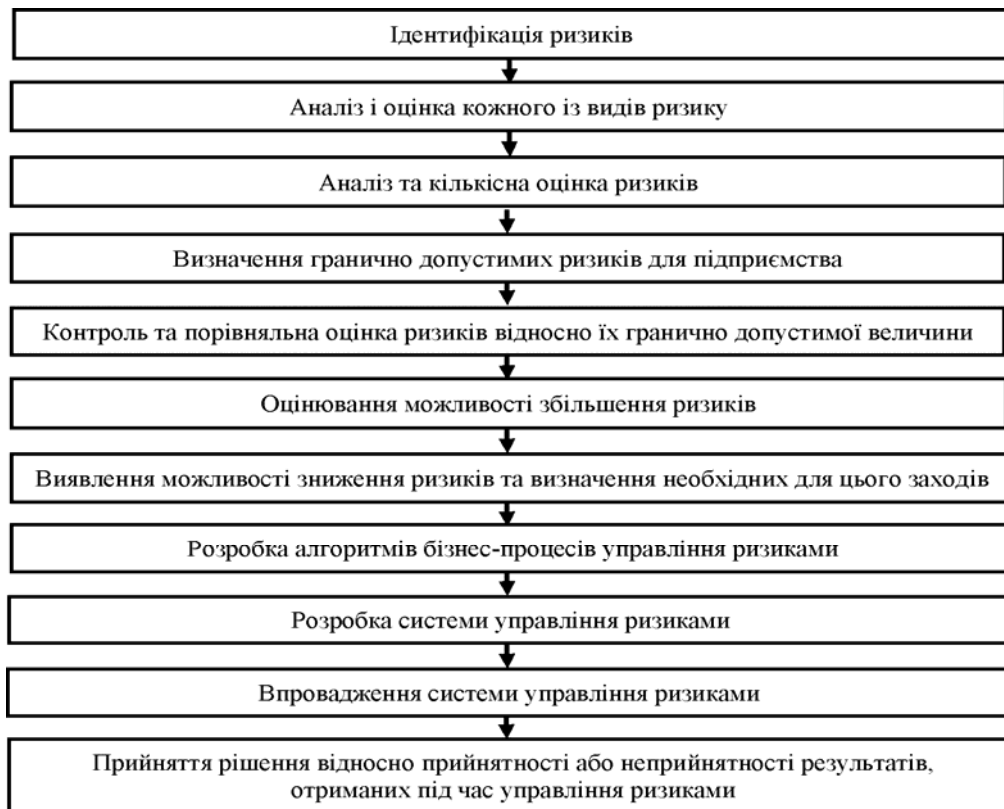 Ідентифікація ризиків
Аналіз і оцінка кожного із видів ризику
Аналіз та кількісна оцінка ризиків
Визначення гранично допустимих ризиків для підприємства
Контроль та порівняльна оцінка ризиків відносно їх гранично допустимої величини
Оцінювання можливості збільшення ризиків
Виявлення можливості зниження ризиків та визначення необхідних для цього заходів
Розробка алгоритмів бізнес-процесів управління ризиками
Розробка системи управління ризиками
Впровадження системи управління ризиками
Прийняття рішення відносно прийнятності або неприйнятності результатів,
отриманих під час управління ризиками